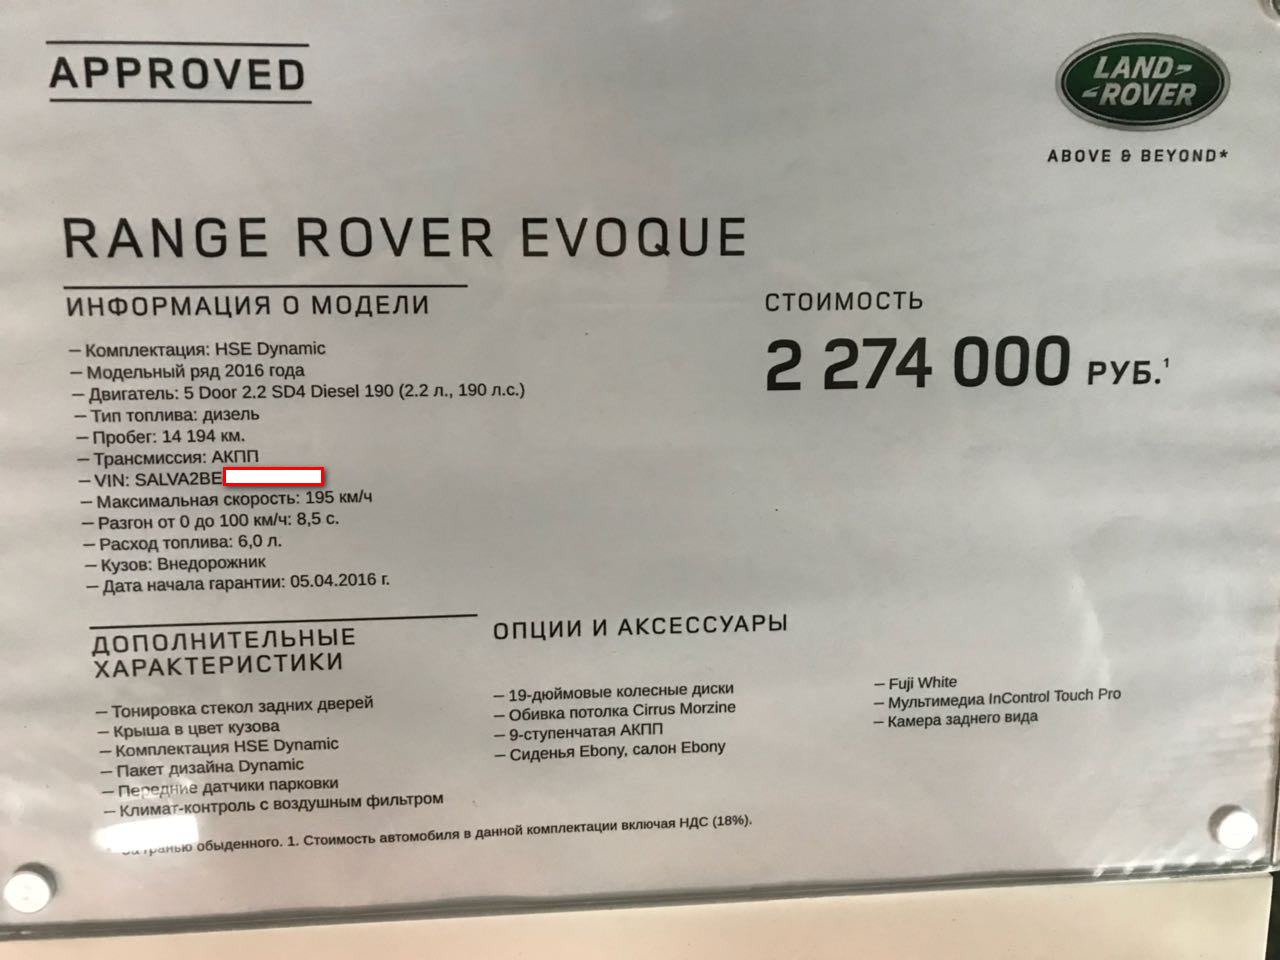 APPROVED
LAND
ROVER
ABOVE & BEYOND*
RANGE ROVER EVOQUE
ИНФОРМАЦИЯ О МОДЕЛИ
– Комплектация: HSE Dynamic
– Модельный ряд 2016 года
– Двигатель: 5 Door 2.2 SD4 Diesel 190 (2.2 л., 190 л.с.)
– Тип топлива: дизель
– Пробег: 14 194 км.
– Трансмиссия: АКПП
– VIN: SALVA2BE
– Максимальная скорость: 195 км/ч
– Разгон от 0 до 100 км/ч: 8,5 с.
– Расход топлива: 6,0 л.
– Кузов: Внедорожник
– Дата начала гарантии: 05.04.2016 г.
СТОИМОСТЬ
2 274 000 РУБ.¹
ДОПОЛНИТЕЛЬНЫЕ
ХАРАКТЕРИСТИКИ
– Тонировка стекол задних дверей
– Крыша в цвет кузова
– Комплектация HSE Dynamic
– Пакет дизайна Dynamic
– Передние датчики парковки
– Климат-контроль с воздушным фильтром
ОПЦИИ И АКСЕССУАРЫ
– 19-дюймовые колесные диски
– Обивка потолка Cirrus Morzine
– 9-ступенчатая АКПП
– Сиденья Ebony, салон Ebony
– Fuji White
– Мультимедиа InControl Touch Pro
– Камера заднего вида
гранью обыденного. 1. Стоимость автомобиля в данной комплектации включая НДС (18%).